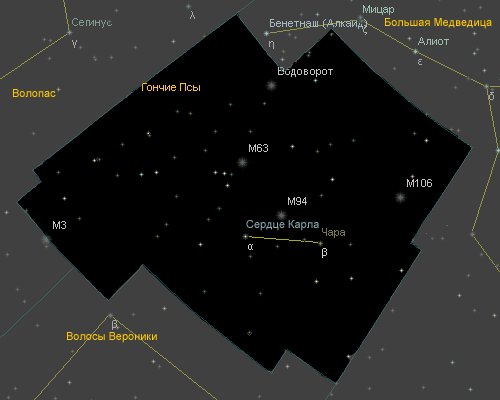 Мицар
λ
Сегинус
Бенетнаш (Алкаид)
ζ
Большая Медведица
γ
η
Алиот
ε
Водоворот
Волопас
Гончие Псы
δ
M63
M106
M94
M3
Сердце Карла
Чара
α
β
β
Волосы Вероники